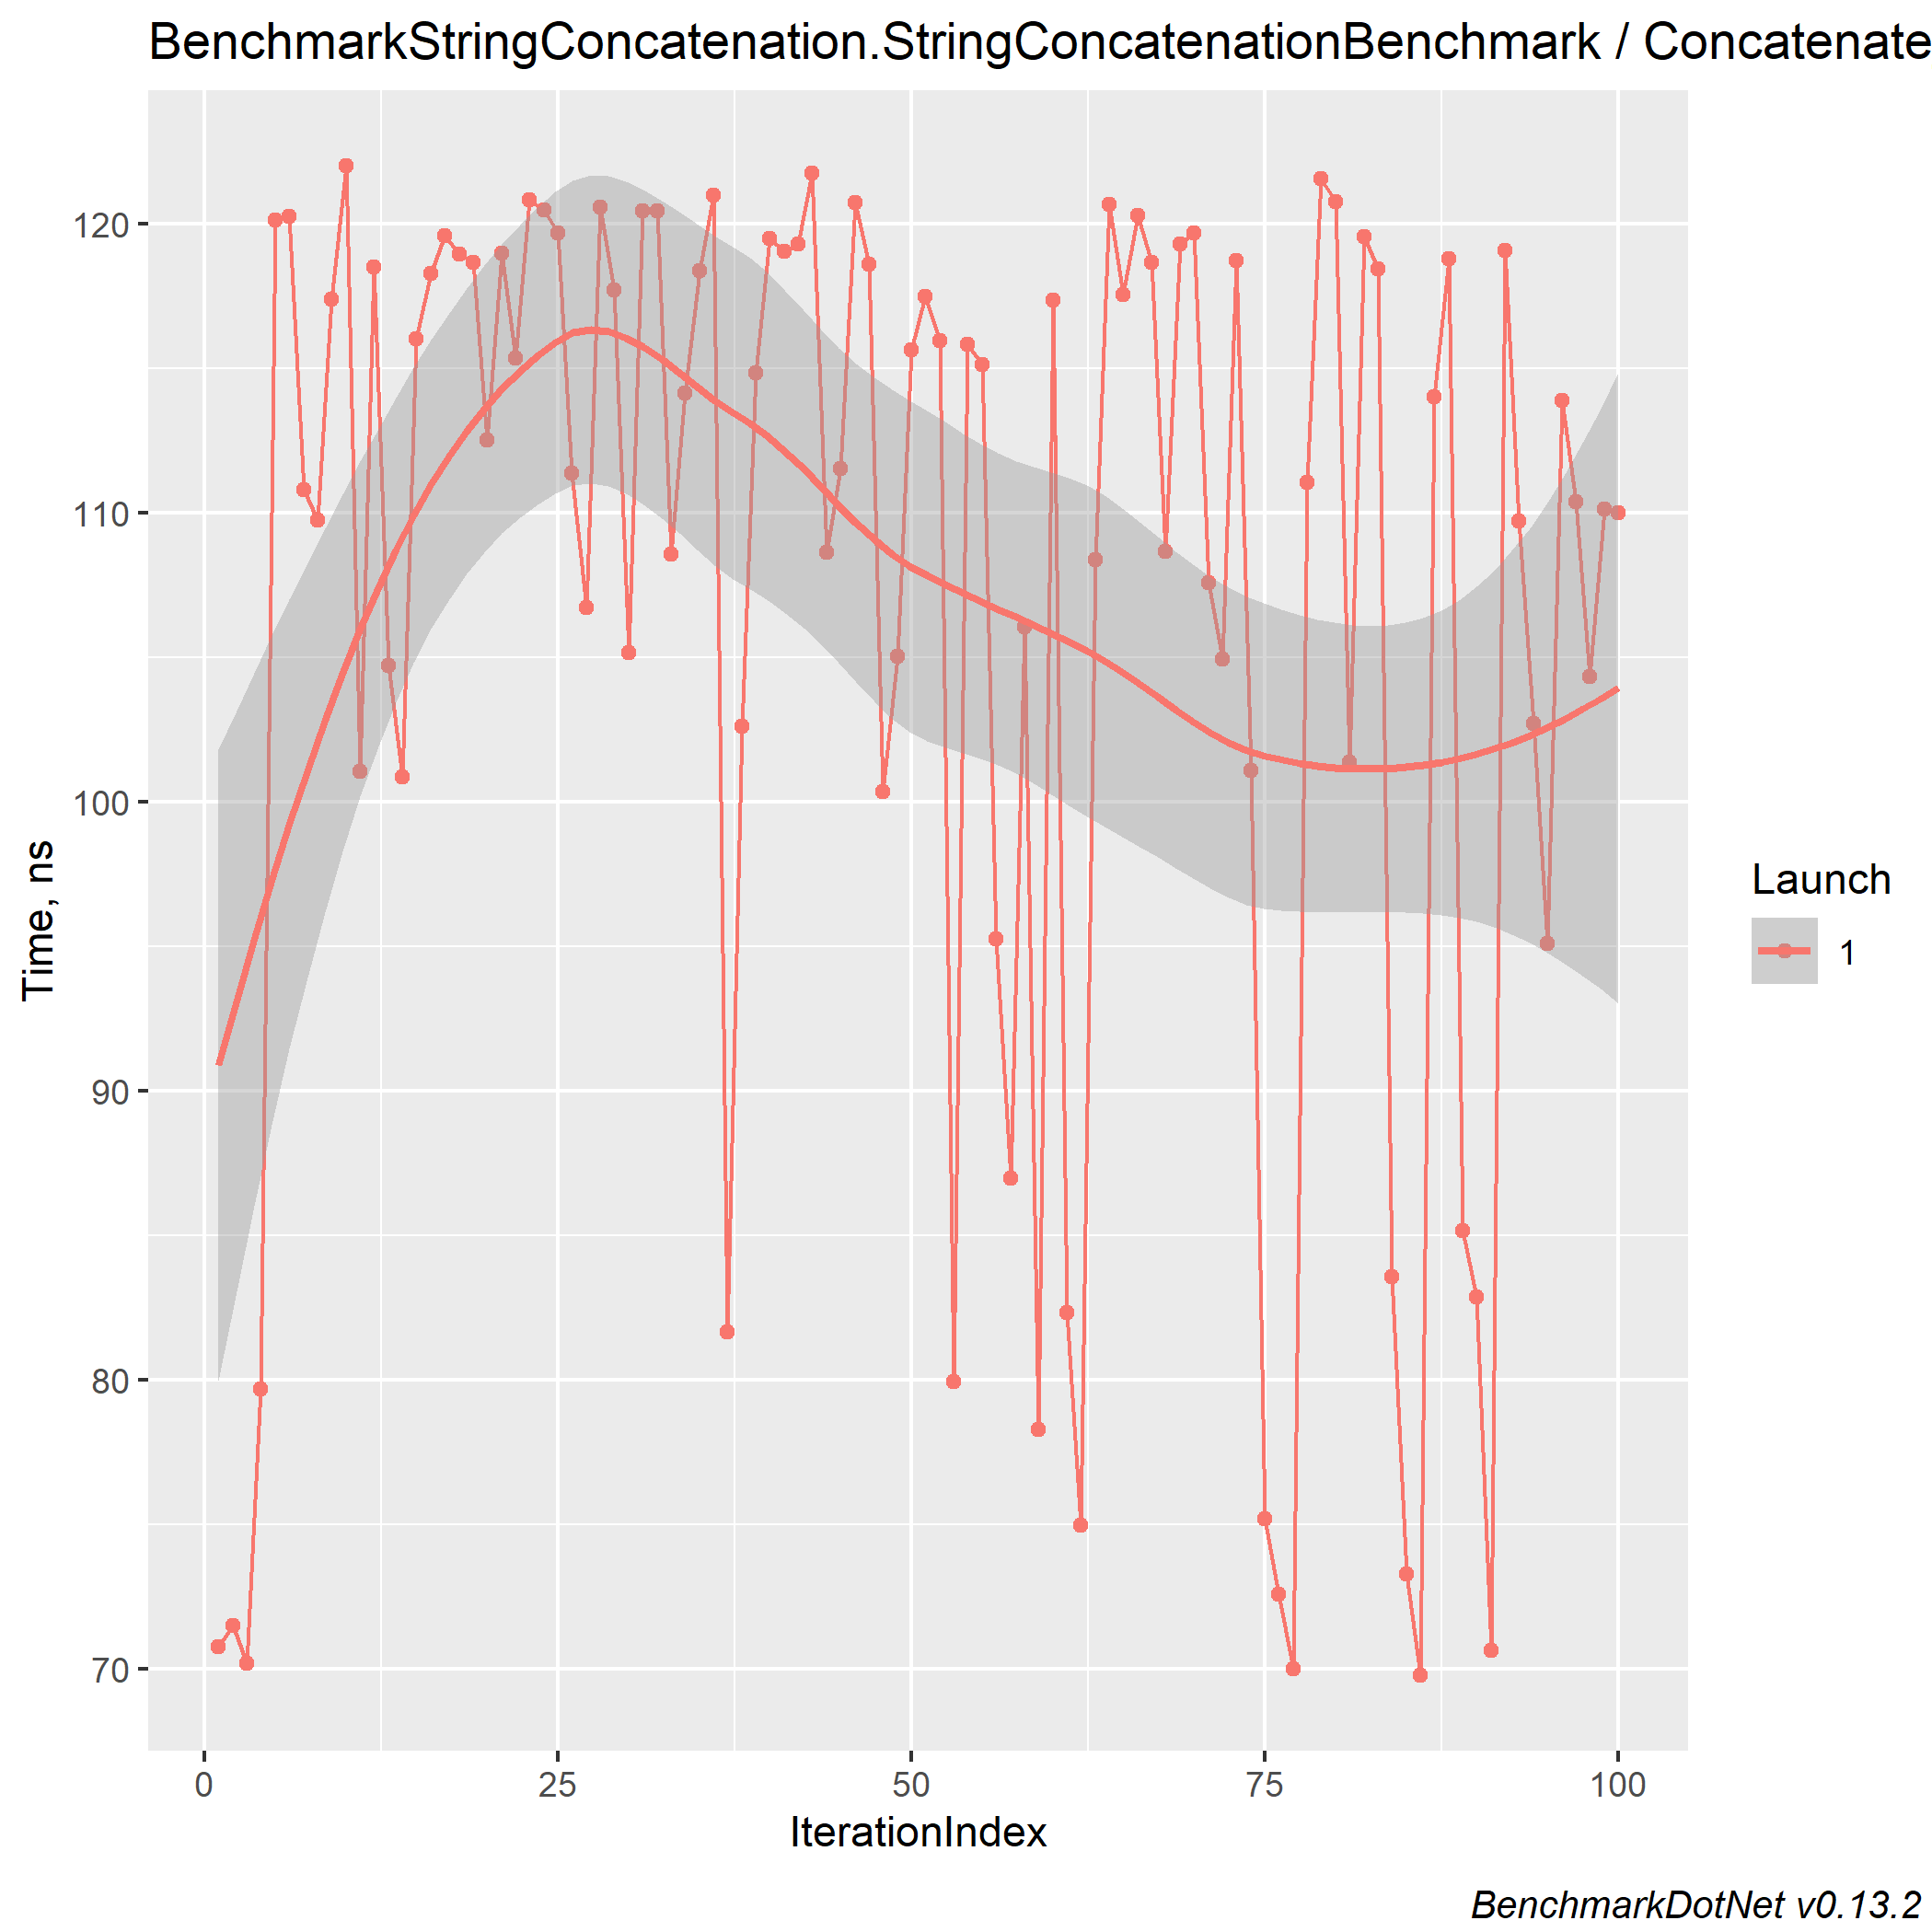 BenchmarkStringConcatenation.StringConcatenationBenchmark / Concatenate
120
110
100
90
80
70
Time, ns
0 25 50 75 100
IterationIndex
Launch
1
BenchmarkDotNet v0.13.2